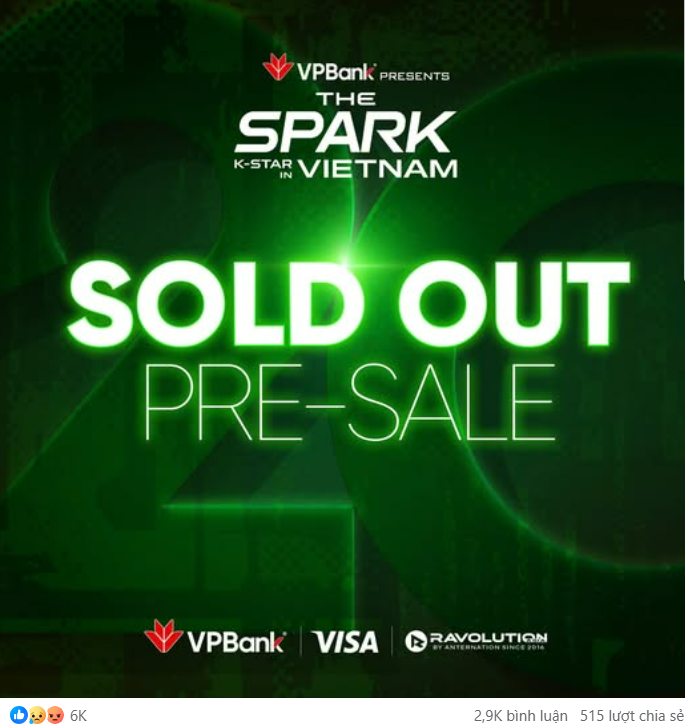 VPBank PRESENTS
THE
SPARK
K-STAR IN VIETNAM
SOLD OUT
PRE-SALE
VPBank VISA RAVOLUTION
BY ANTERNATION SINCE 2016
6K 2,9K bình luận 515 lượt chia sẻ